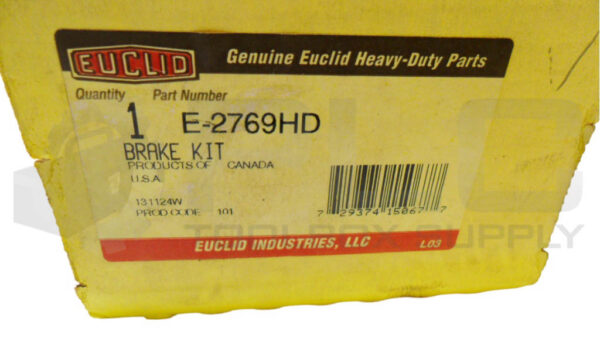 EUCLID
Genuine Euclid Heavy-Duty Parts
Quantity Part Number
1 E-2769HD
BRAKE KIT
PRODUCTS OF CANADA
U.S.A.
131124W
PROD CODE 101
7 29374 15067 7
EUCLID INDUSTRIES, LLC L03
TOOLBOX SUPPLY